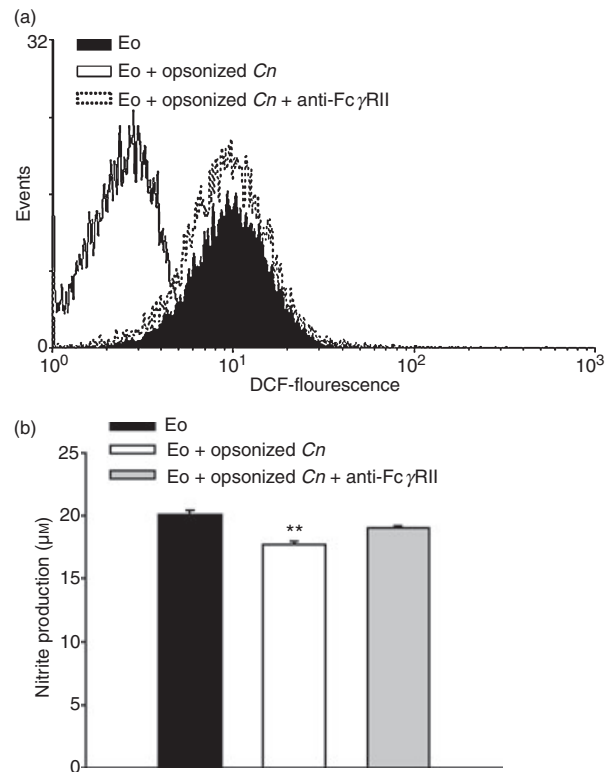 (a)
32
Eo
Eo + opsonized Cn
Eo + opsonized Cn + anti-FcγRII
Events
0
10⁰ 10¹ 10² 10³
DCF-flourescence
(b)
Eo
Eo + opsonized Cn
Eo + opsonized Cn + anti-FcγRII
25
20
15
10
5
0
**
Nitrite production (μM)